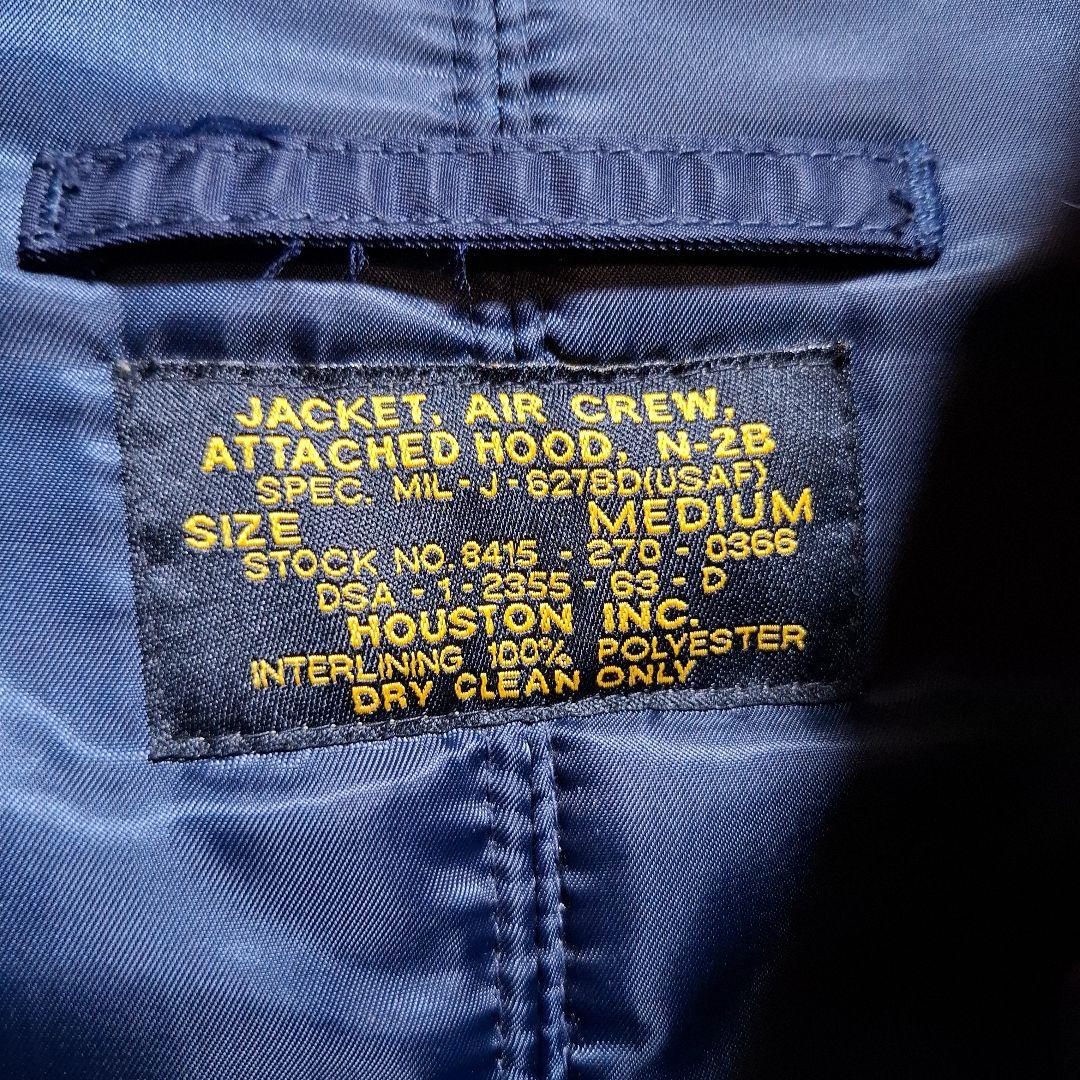 JACKET, AIR CREW,
ATTACHED HOOD, N-2B
SPEC. MIL-J-6278D(USAF)
SIZE MEDIUM
STOCK NO. 8415-270-0366
DSA-1-2355-63-D
HOUSTON INC.
INTERLINING 100% POLYESTER
DRY CLEAN ONLY